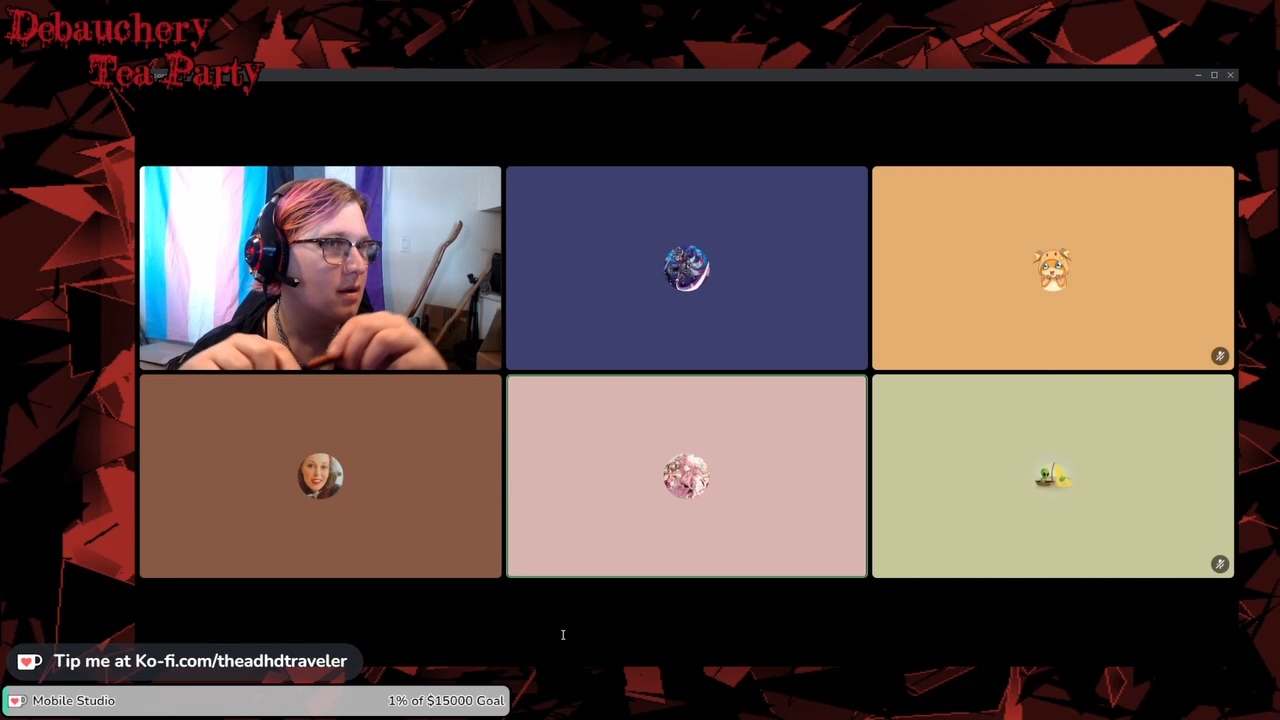 Debauchery
Tea Party
Tip me at Ko-fi.com/theadhdtraveler
Mobile Studio
1% of $15000 Goal